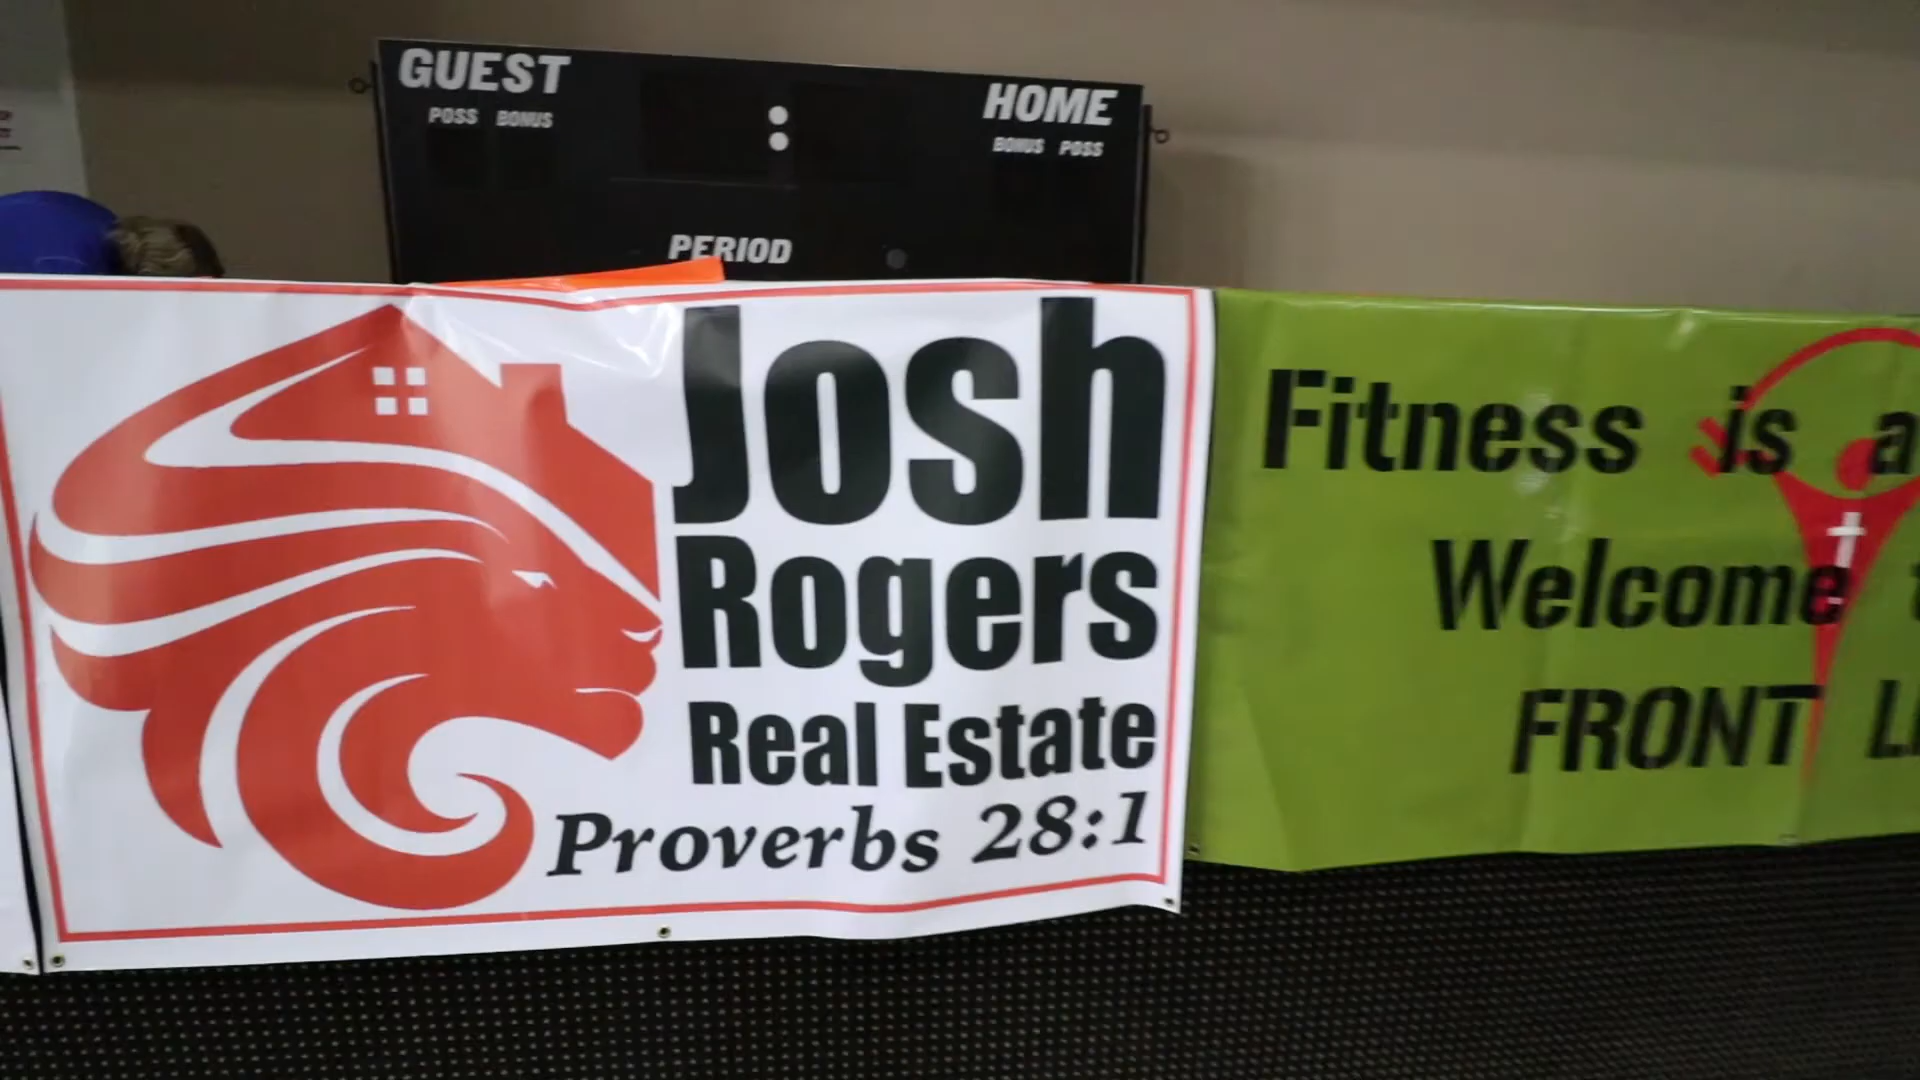 GUEST
POSS BONUS
HOME
BONUS POSS
PERIOD
Josh
Rogers
Real Estate
Proverbs 28:1
Fitness is a
Welcome
FRONT